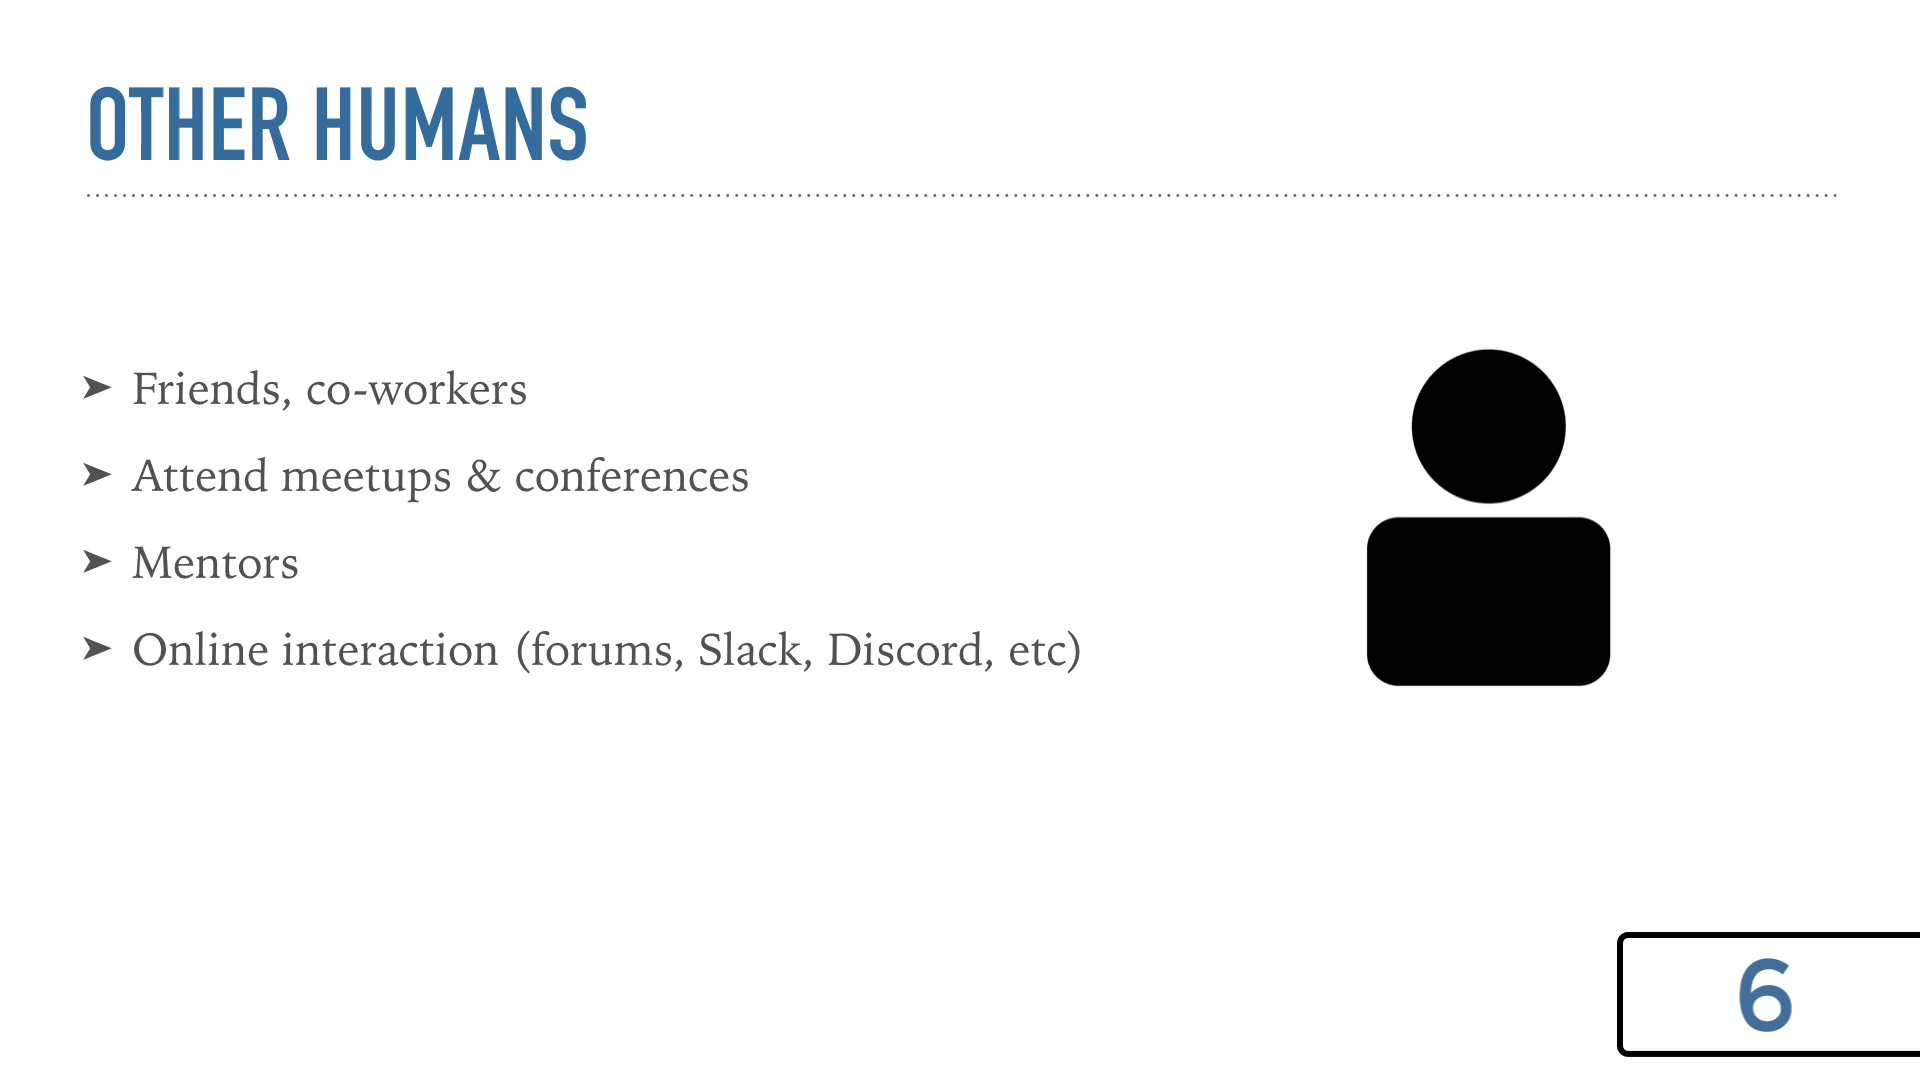 OTHER HUMANS
➤ Friends, co-workers
➤ Attend meetups & conferences
➤ Mentors
➤ Online interaction (forums, Slack, Discord, etc)
6